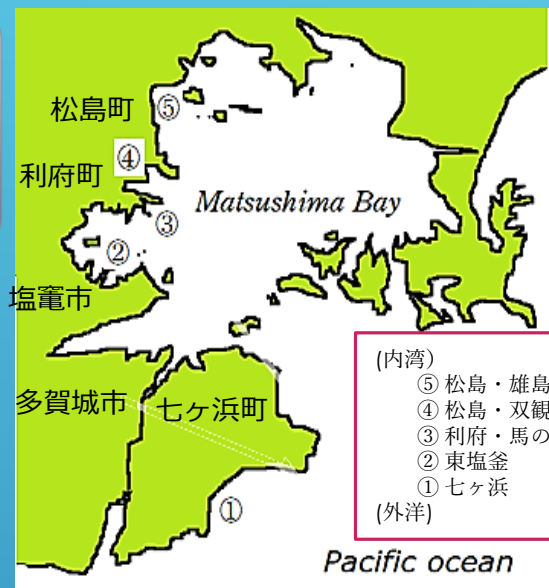 松島町
⑤
④
利府町
Matsushima Bay
③
②
塩竈市
多賀城市
七ヶ浜町
①
(内湾)
⑤ 松島・雄島
④ 松島・双観
③ 利府・馬の
② 東塩釜
① 七ヶ浜
(外洋)
Pacific ocean